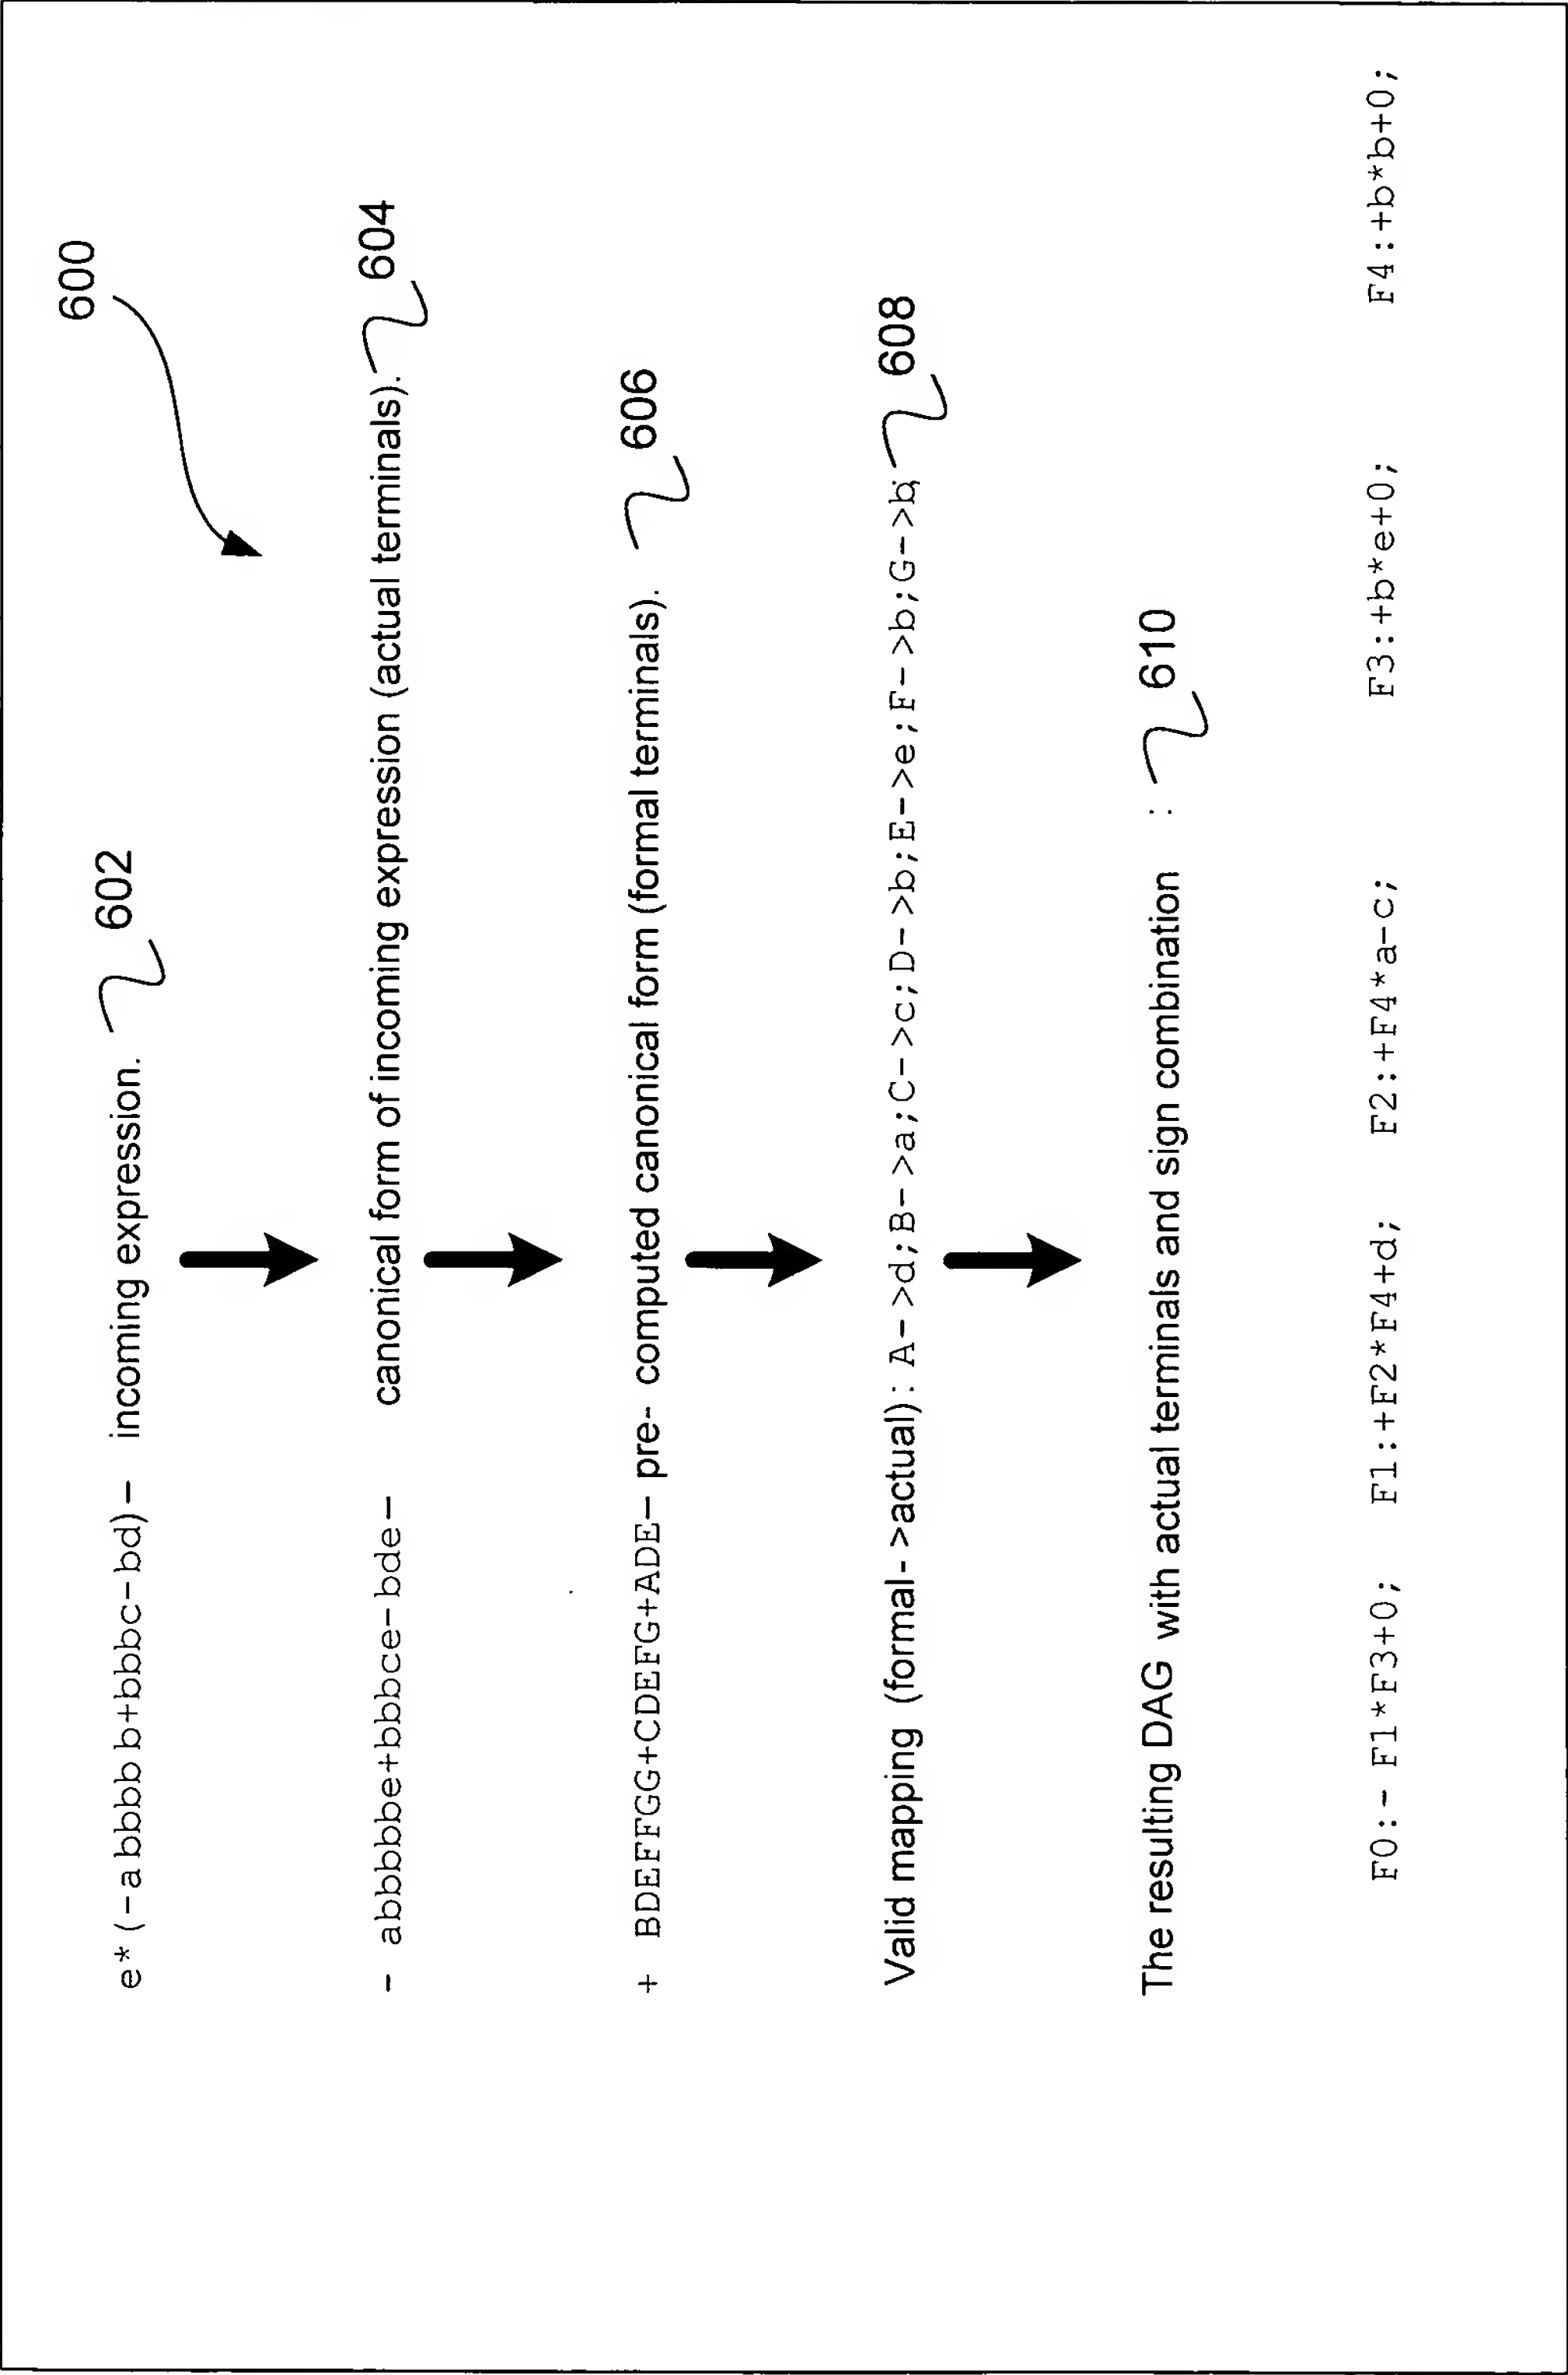 600
e*(-abbbbb+bbbc-bd)- incoming expression. 602
- abbbbbe+bbbce-bde- canonical form of incoming expression (actual terminals). 604
+ BDEFFGG+CDEFG+ADE- pre- computed canonical form (formal terminals). 606
Valid mapping (formal->actual): A->d;B->a;C->c;D->b;E->e;F->b;G->b; 608
The resulting DAG with actual terminals and sign combination : 610
F0:-F1*F3+0; F1:+F2*F4+d; F2:+F4*a-c; F3:+b*e+0; F4:+b*b+0;